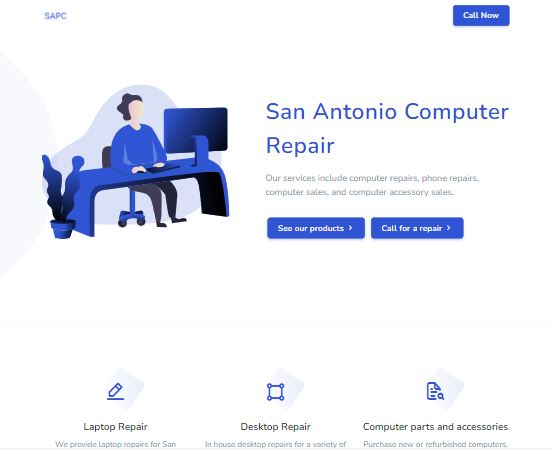 SAPC
Call Now
San Antonio Computer
Repair
Our services include computer repairs, phone repairs,
computer sales, and computer accessory sales.
See our products
Call for a repair
Laptop Repair
Desktop Repair
Computer parts and accessories
We provide laptop repairs for San
In house desktop repairs for a variety of
Purchase new or refurbished computers,